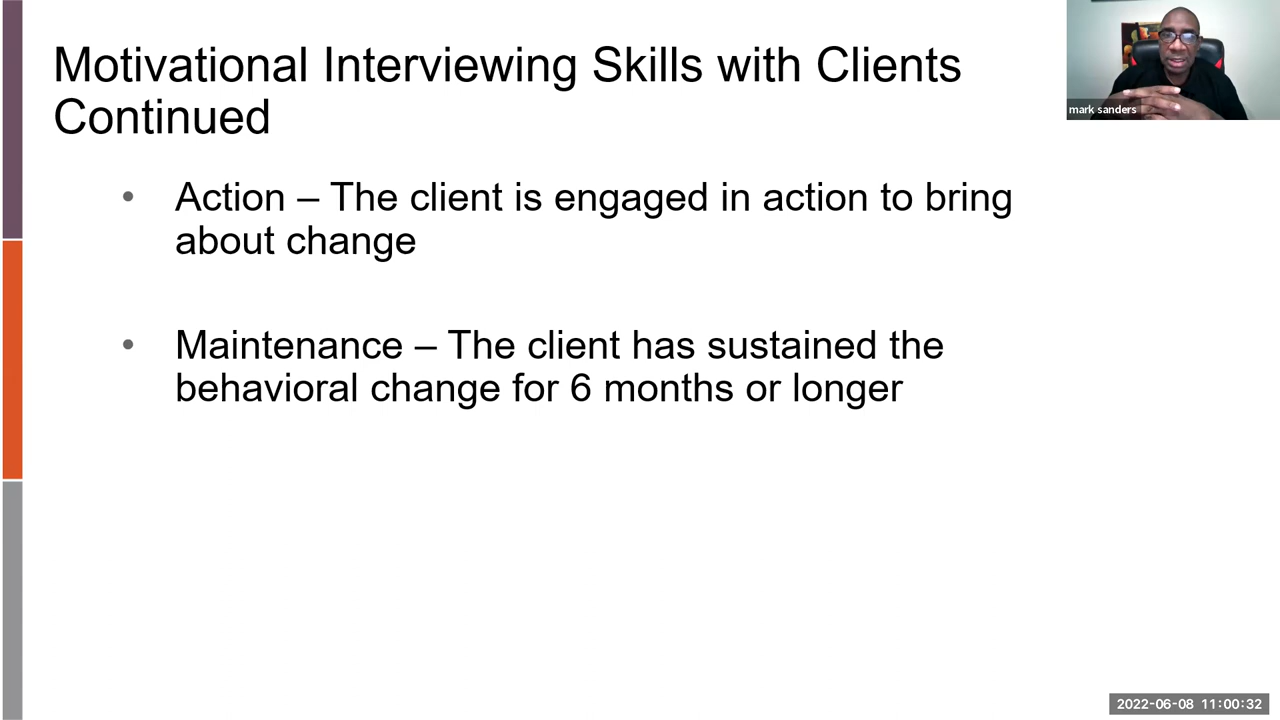 Motivational Interviewing Skills with Clients
Continued
mark sanders
• Action – The client is engaged in action to bring
about change
• Maintenance – The client has sustained the
behavioral change for 6 months or longer
2022-06-08 11:00:32